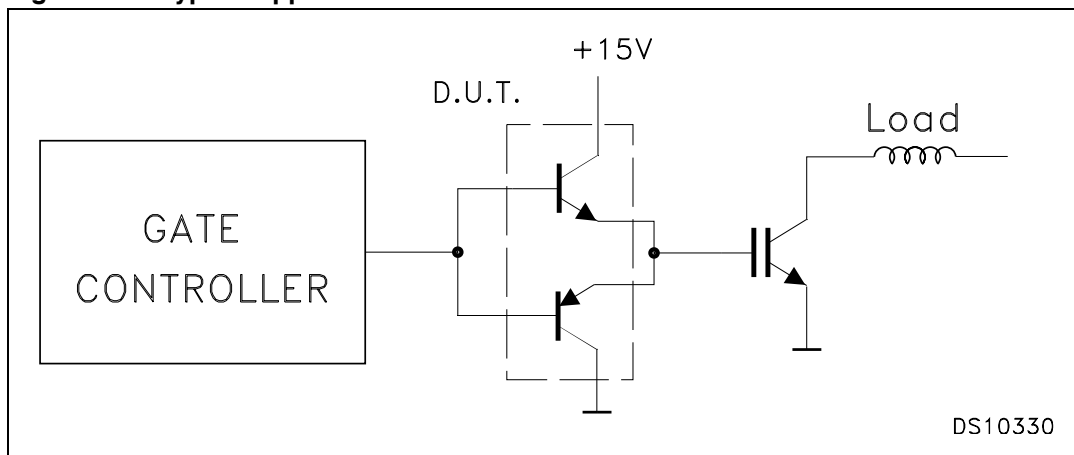 +15V
D.U.T.
Load
GATE
CONTROLLER
DS10330